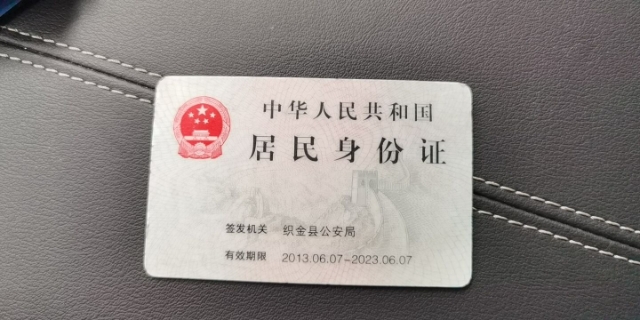 中华人民共和国
居民身份证
签发机关 织金县公安局
有效期限 2013.06.07-2023.06.07